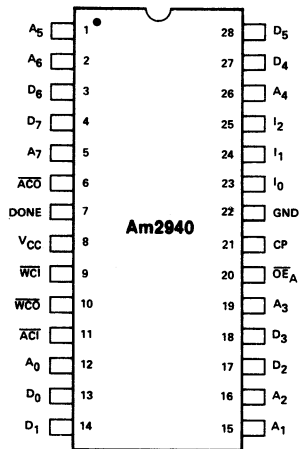 A5 1 28 D5
A6 2 27 D4
D6 3 26 A4
D7 4 25 I2
A7 5 24 I1
ACO 6 23 I0
DONE 7 22 GND
Am2940
VCC 8 21 CP
WCI 9 20 OEA
WCO 10 19 A3
ACI 11 18 D3
A0 12 17 D2
D0 13 16 A2
D1 14 15 A1